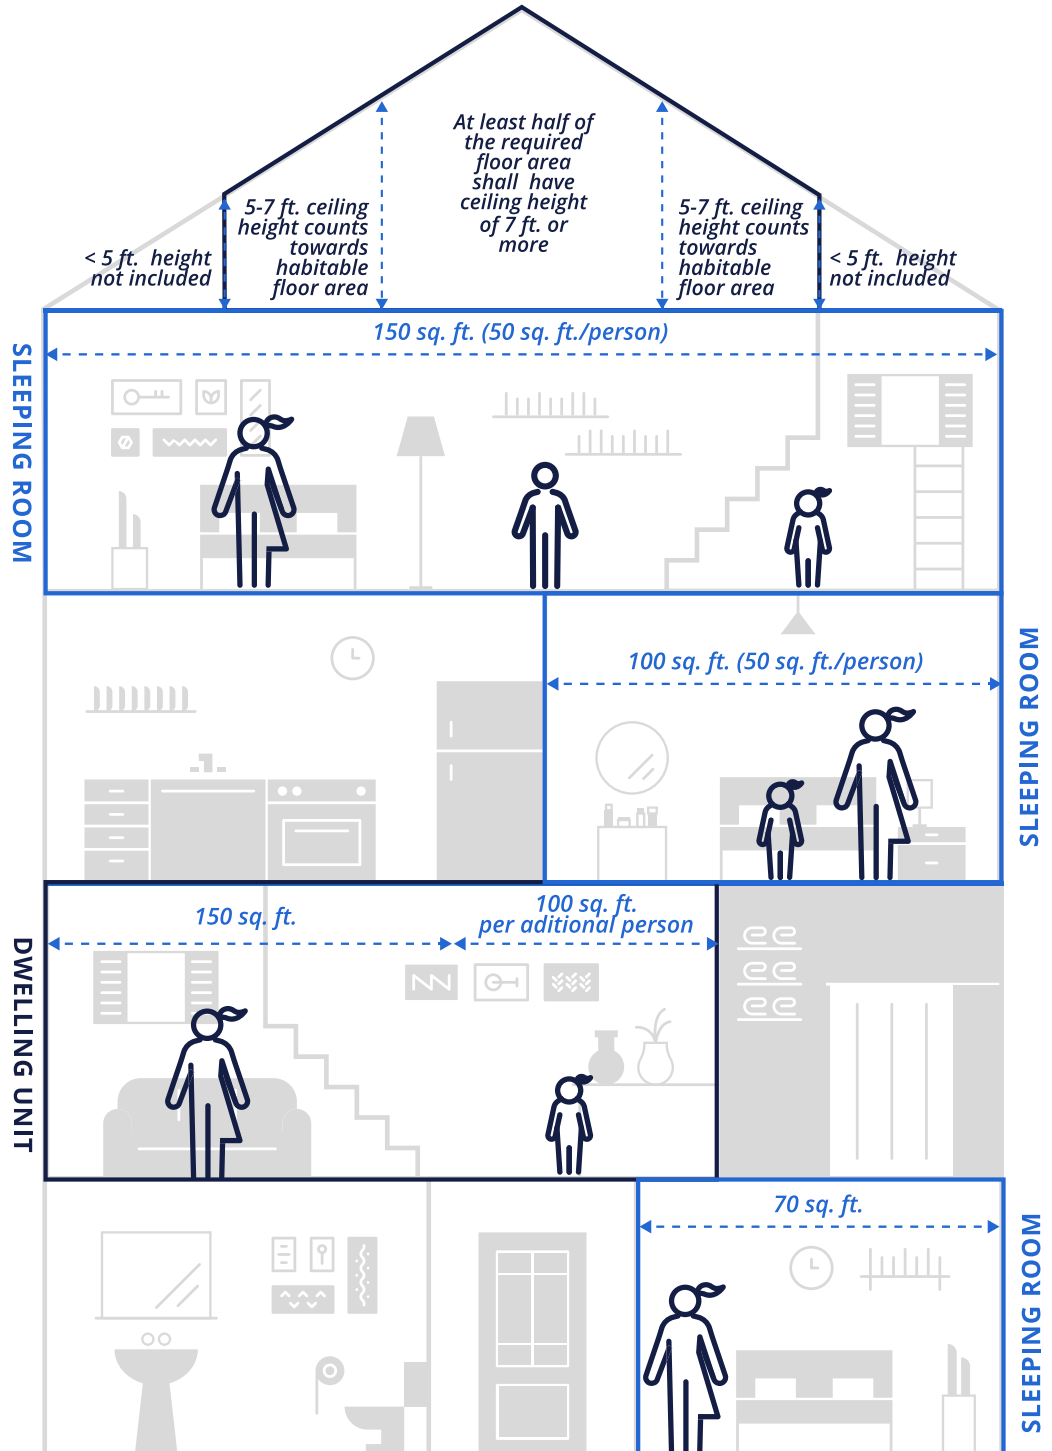 At least half of
the required
floor area
shall have
ceiling height
of 7 ft. or
more
< 5 ft. height
not included
5-7 ft. ceiling
height counts
towards
habitable
floor area
5-7 ft. ceiling
height counts
towards
habitable
floor area
< 5 ft. height
not included
SLEEPING ROOM
150 sq. ft. (50 sq. ft./person)
100 sq. ft. (50 sq. ft./person)
SLEEPING ROOM
DWELLING UNIT
150 sq. ft.
100 sq. ft.
per aditional person
70 sq. ft.
SLEEPING ROOM